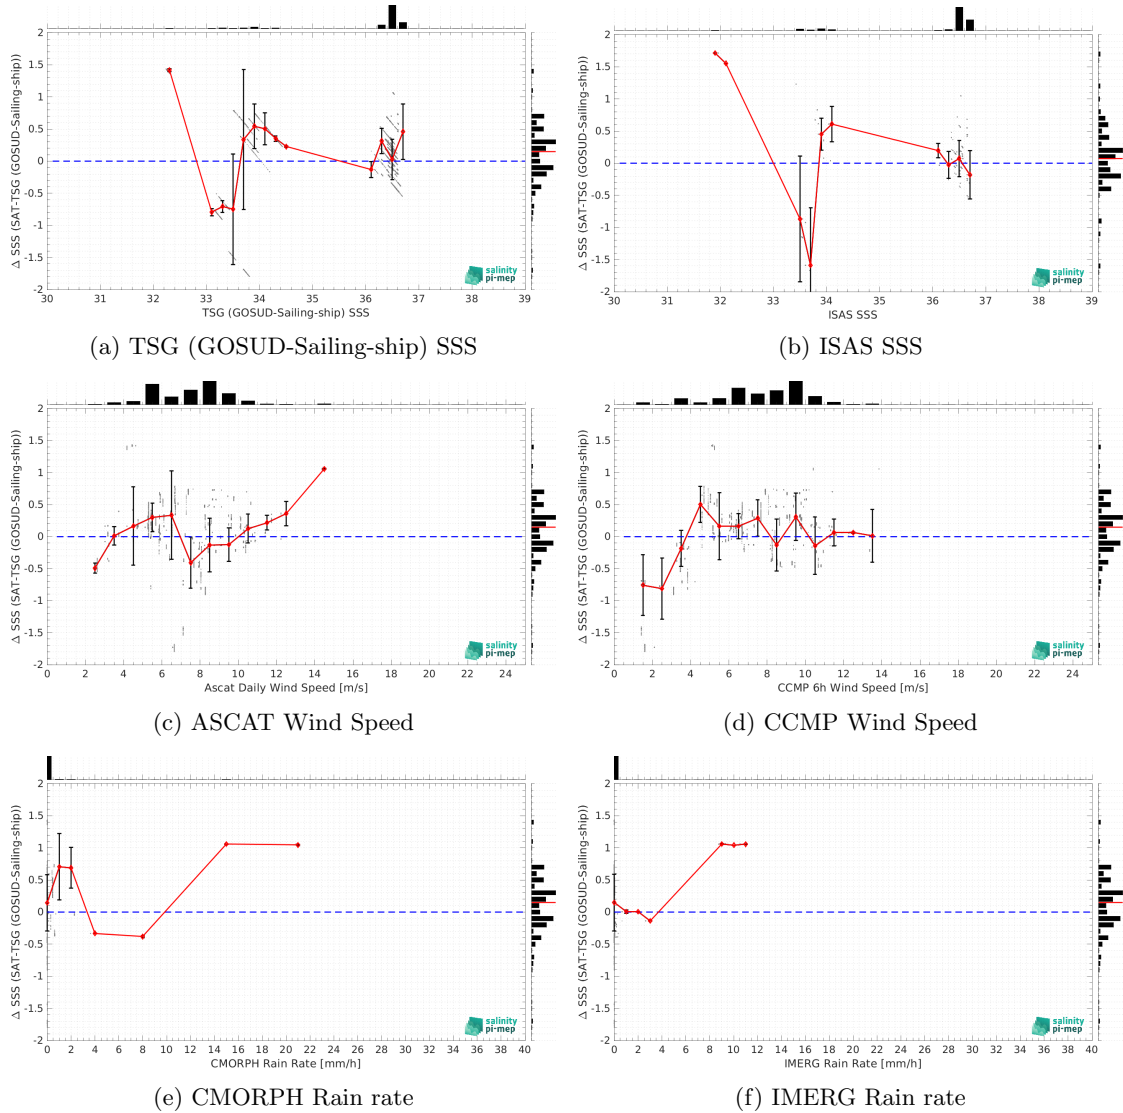 Δ SSS (SAT-TSG (GOSUD-Sailing-ship))
2
1.5
1
0.5
0
-0.5
-1
-1.5
-2
30 31 32 33 34 35 36 37 38 39
TSG (GOSUD-Sailing-ship) SSS
salinity
pi-mep
(a) TSG (GOSUD-Sailing-ship) SSS
Δ SSS (SAT-TSG (GOSUD-Sailing-ship))
2
1.5
1
0.5
0
-0.5
-1
-1.5
-2
30 31 32 33 34 35 36 37 38 39
ISAS SSS
salinity
pi-mep
(b) ISAS SSS
Δ SSS (SAT-TSG (GOSUD-Sailing-ship))
2
1.5
1
0.5
0
-0.5
-1
-1.5
-2
0 2 4 6 8 10 12 14 16 18 20 22 24
Ascat Daily Wind Speed [m/s]
salinity
pi-mep
(c) ASCAT Wind Speed
Δ SSS (SAT-TSG (GOSUD-Sailing-ship))
2
1.5
1
0.5
0
-0.5
-1
-1.5
-2
0 2 4 6 8 10 12 14 16 18 20 22 24
CCMP 6h Wind Speed [m/s]
salinity
pi-mep
(d) CCMP Wind Speed
Δ SSS (SAT-TSG (GOSUD-Sailing-ship))
2
1.5
1
0.5
0
-0.5
-1
-1.5
-2
0 2 4 6 8 10 12 14 16 18 20 22 24 26 28 30 32 34 36 38 40
CMORPH Rain Rate [mm/h]
salinity
pi-mep
(e) CMORPH Rain rate
Δ SSS (SAT-TSG (GOSUD-Sailing-ship))
2
1.5
1
0.5
0
-0.5
-1
-1.5
-2
0 2 4 6 8 10 12 14 16 18 20 22 24 26 28 30 32 34 36 38 40
IMERG Rain Rate [mm/h]
salinity
pi-mep
(f) IMERG Rain rate